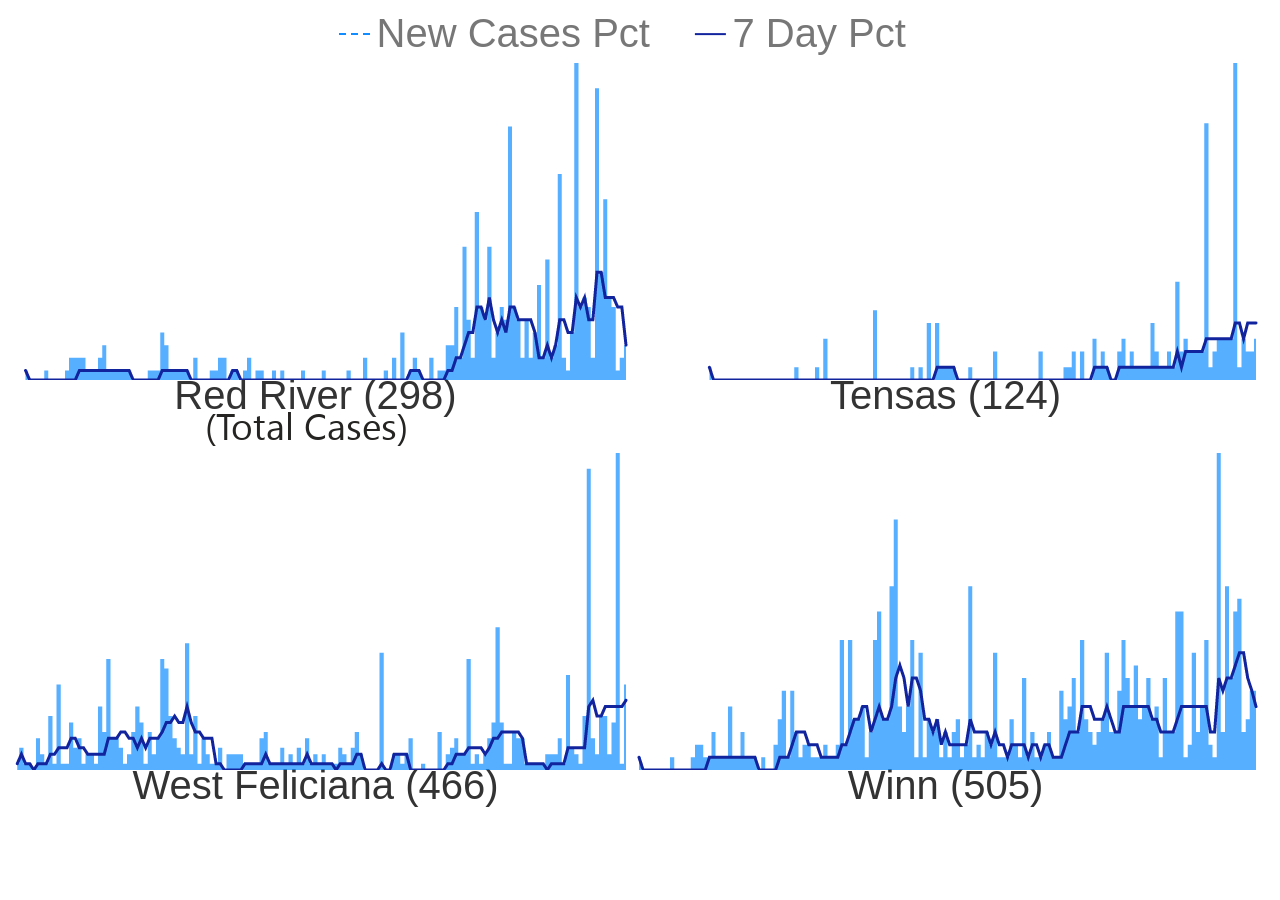 New Cases Pct 7 Day Pct
Red River (298) Tensas (124)
(Total Cases)
West Feliciana (466) Winn (505)